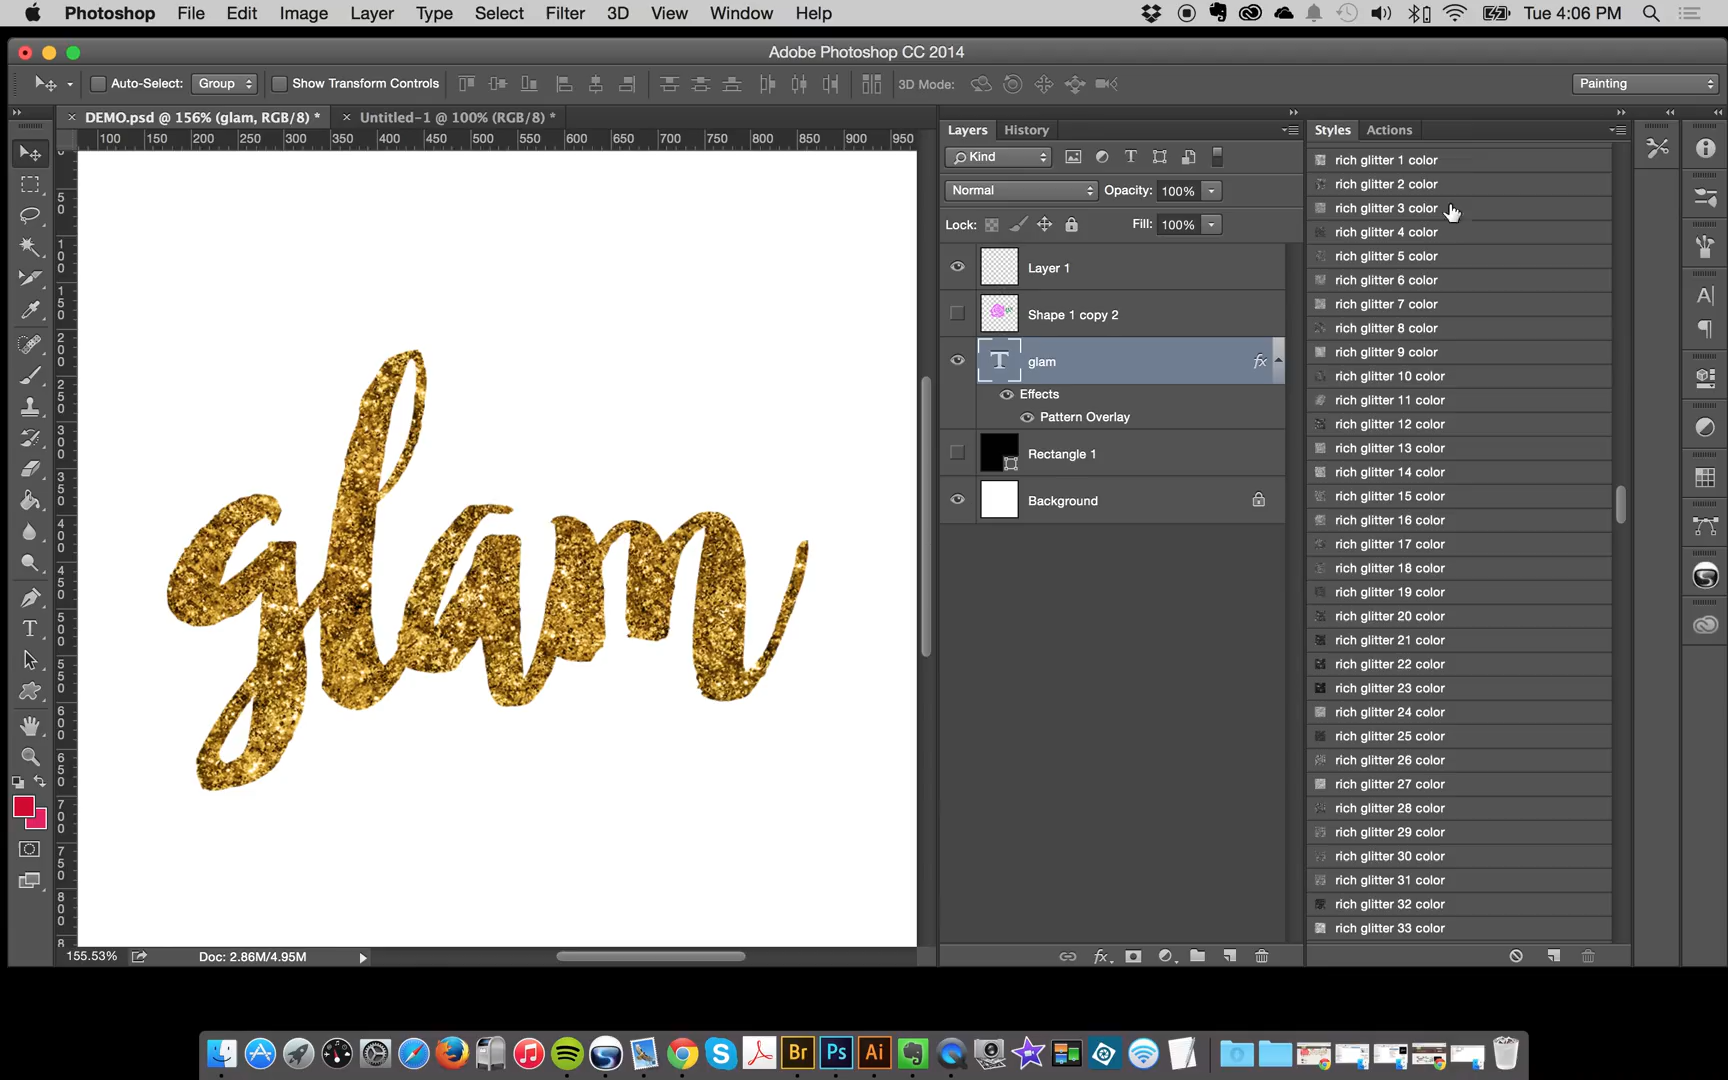 Photoshop File Edit Image Layer Type Select Filter 3D View Window Help Tue 4:06 PM
Adobe Photoshop CC 2014
Auto-Select: Group Show Transform Controls 3D Mode: Painting
DEMO.psd @ 156% (glam, RGB/8) * Untitled-1 @ 100% (RGB/8) *
100 150 200 250 300 350 400 450 500 550 600 650 700 750 800 850 900 950
Layers History
Kind
Normal Opacity: 100%
Lock: Fill: 100%
Layer 1
Shape 1 copy 2
T glam fx
Effects
Pattern Overlay
Rectangle 1
Background
Styles Actions
rich glitter 1 color
rich glitter 2 color
rich glitter 3 color
rich glitter 4 color
rich glitter 5 color
rich glitter 6 color
rich glitter 7 color
rich glitter 8 color
rich glitter 9 color
rich glitter 10 color
rich glitter 11 color
rich glitter 12 color
rich glitter 13 color
rich glitter 14 color
rich glitter 15 color
rich glitter 16 color
rich glitter 17 color
rich glitter 18 color
rich glitter 19 color
rich glitter 20 color
rich glitter 21 color
rich glitter 22 color
rich glitter 23 color
rich glitter 24 color
rich glitter 25 color
rich glitter 26 color
rich glitter 27 color
rich glitter 28 color
rich glitter 29 color
rich glitter 30 color
rich glitter 31 color
rich glitter 32 color
rich glitter 33 color
glam
155.53% Doc: 2.86M/4.95M
Br Ps Ai